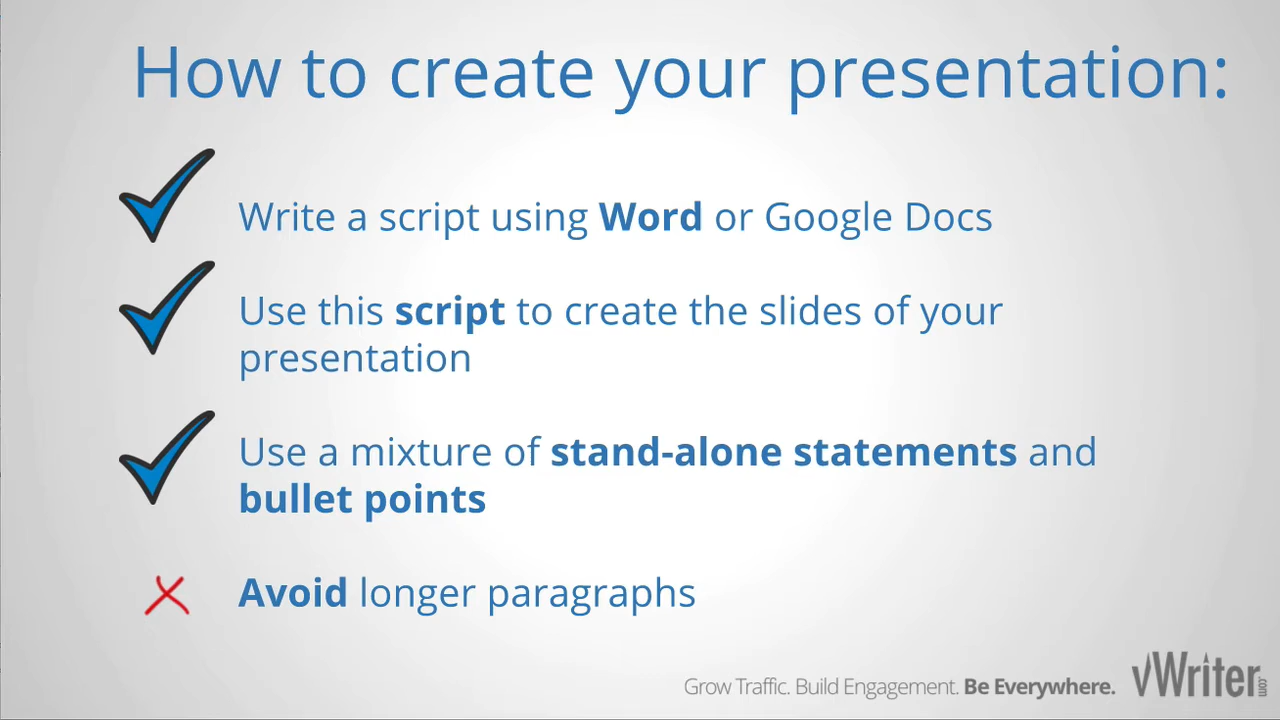 How to create your presentation:
Write a script using Word or Google Docs
Use this script to create the slides of your
presentation
Use a mixture of stand-alone statements and
bullet points
Avoid longer paragraphs
Grow Traffic. Build Engagement. Be Everywhere.
vWriter.com